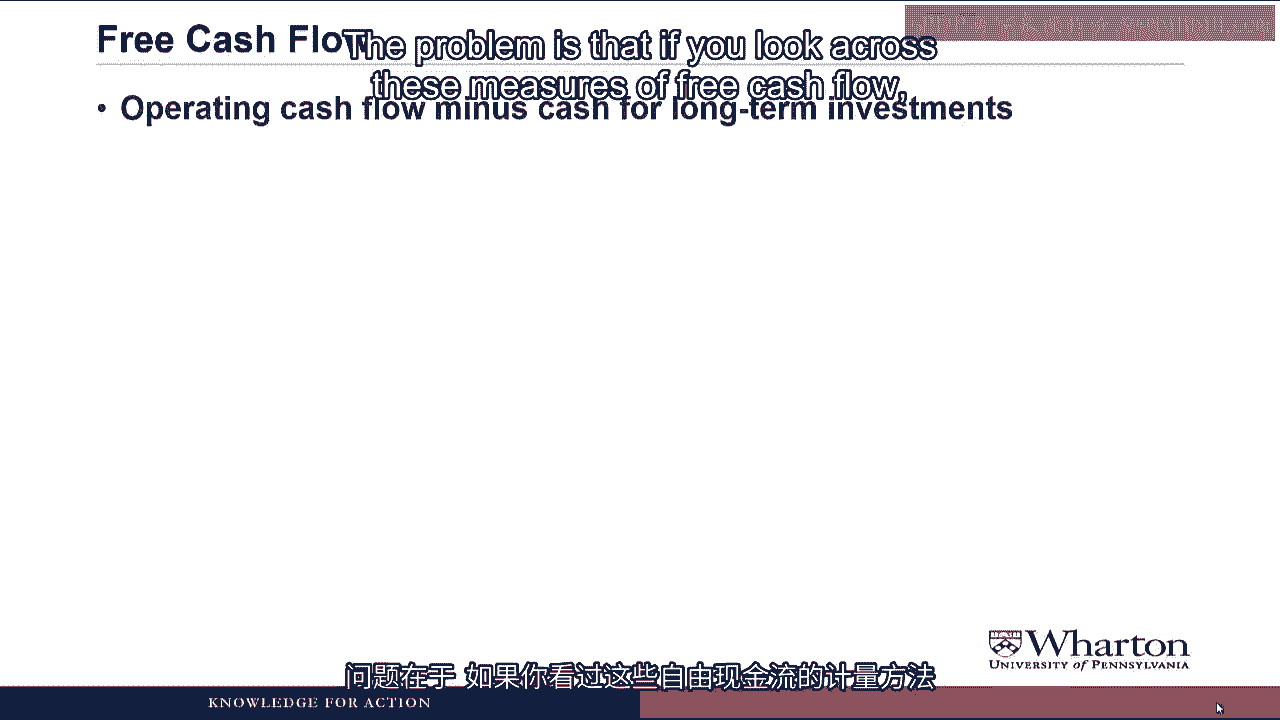 Free Cash Flow
The problem is that if you look across
these measures of free cash flow,
• Operating cash flow minus cash for long-term investments
Wharton
UNIVERSITY of PENNSYLVANIA
问题在于 如果你看过这些自由现金流的计量方法
KNOWLEDGE FOR ACTION